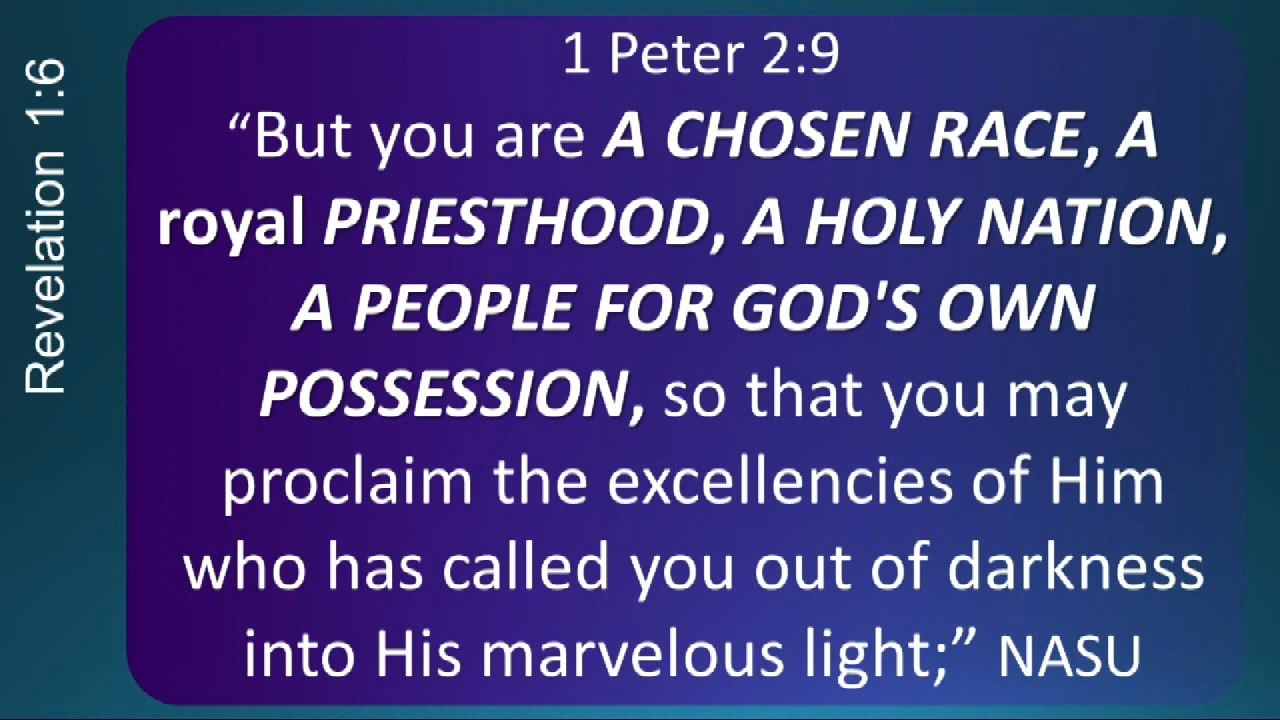 Revelation 1:6
1 Peter 2:9
“But you are A CHOSEN RACE, A
royal PRIESTHOOD, A HOLY NATION,
A PEOPLE FOR GOD'S OWN
POSSESSION, so that you may
proclaim the excellencies of Him
who has called you out of darkness
into His marvelous light;” NASU